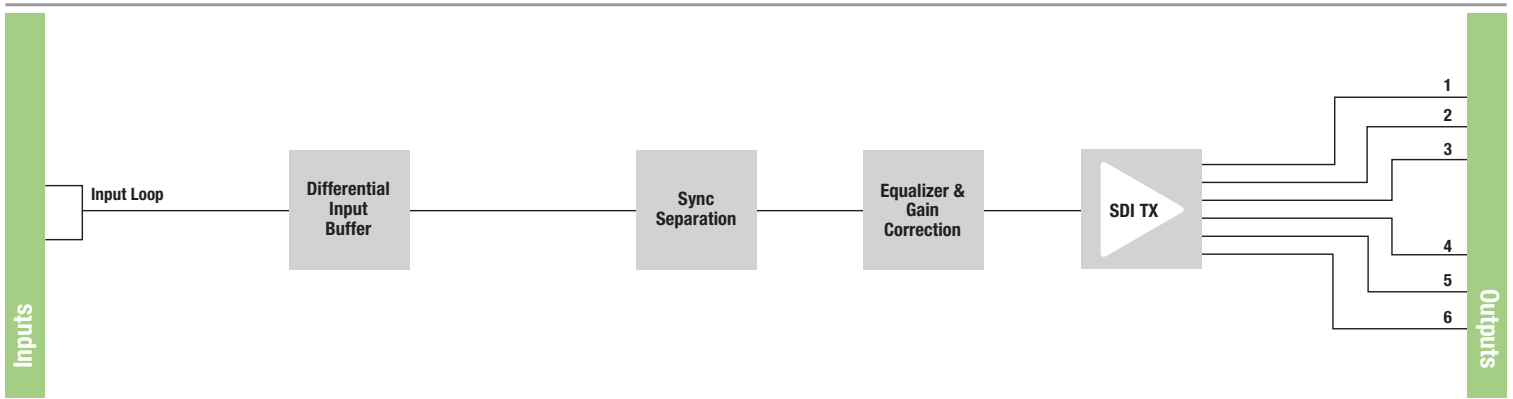 Inputs
Input Loop
Differential
Input
Buffer
Sync
Separation
Equalizer &
Gain
Correction
SDI TX
1
2
3
4
5
6
Outputs